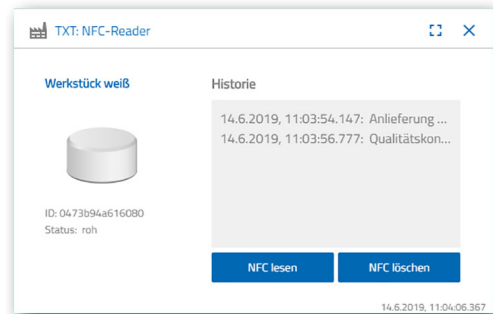 TXT: NFC-Reader
Werkstück weiß
Historie
14.6.2019, 11:03:54.147: Anlieferung ...
14.6.2019, 11:03:56.777: Qualitätskon...
ID: 0473b94a616080
Status: roh
NFC lesen
NFC löschen
14.6.2019, 11:04:06.367